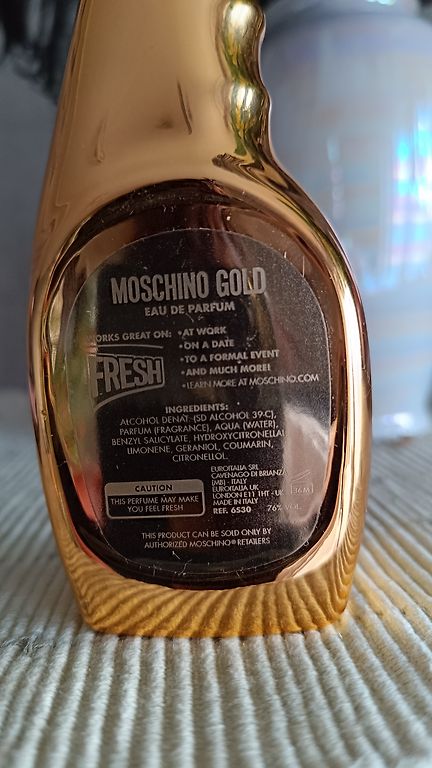 MOSCHINO GOLD
EAU DE PARFUM
WORKS GREAT ON: • AT WORK
• ON A DATE
• TO A FORMAL EVENT
• AND MUCH MORE!
• LEARN MORE AT MOSCHINO.COM
FRESH
INGREDIENTS:
ALCOHOL DENAT. (SD ALCOHOL 39-C),
PARFUM (FRAGRANCE), AQUA (WATER),
BENZYL SALICYLATE, HYDROXYCITRONELLAL
LIMONENE, GERANIOL, COUMARIN,
CITRONELLOL.
CAUTION
THIS PERFUME MAY MAKE
YOU FEEL FRESH
EUROITALIA SRL
CAVENAGO DI BRIANZA
(MB) - ITALY
EUROITALIA UK
LONDON E11 1HT - UK
MADE IN ITALY
REF. 6S30
36M
76% VOL.
THIS PRODUCT CAN BE SOLD ONLY BY
AUTHORIZED MOSCHINO® RETAILERS